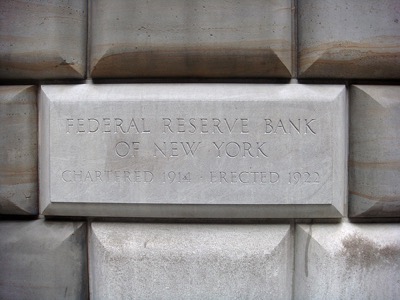 FEDERAL RESERVE BANK
OF NEW YORK
CHARTERED 1914 · ERECTED 1922